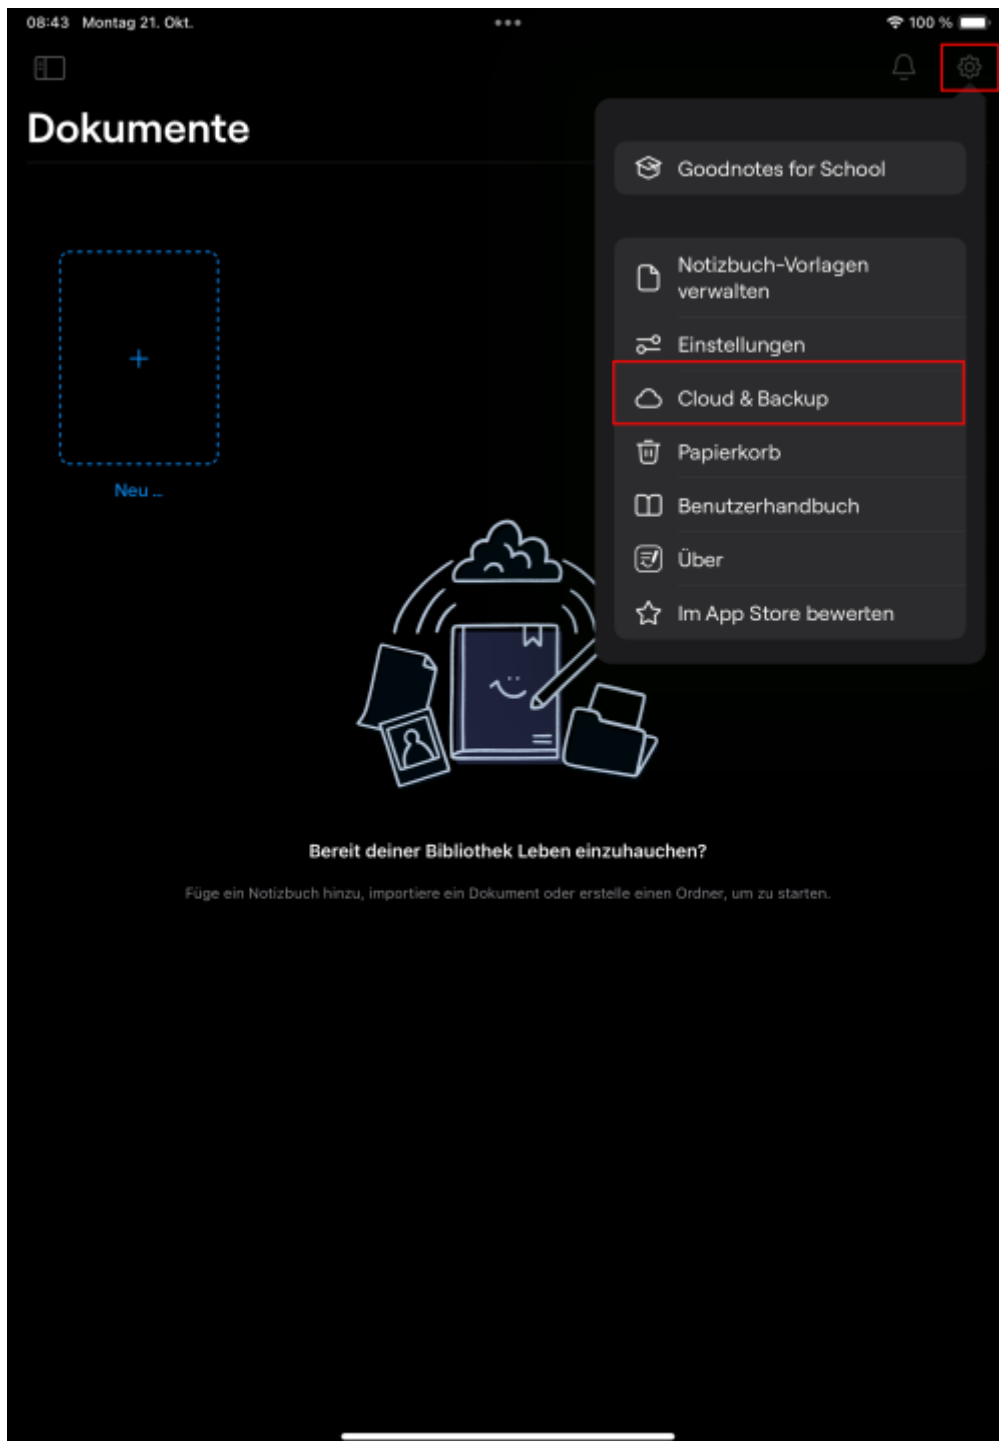 08:43 Montag 21. Okt.
100 %
Dokumente
Goodnotes for School
Notizbuch-Vorlagen
verwalten
Einstellungen
Cloud & Backup
Papierkorb
Benutzerhandbuch
Über
Im App Store bewerten
Neu ...
Bereit deiner Bibliothek Leben einzuhauchen?
Füge ein Notizbuch hinzu, importiere ein Dokument oder erstelle einen Ordner, um zu starten.